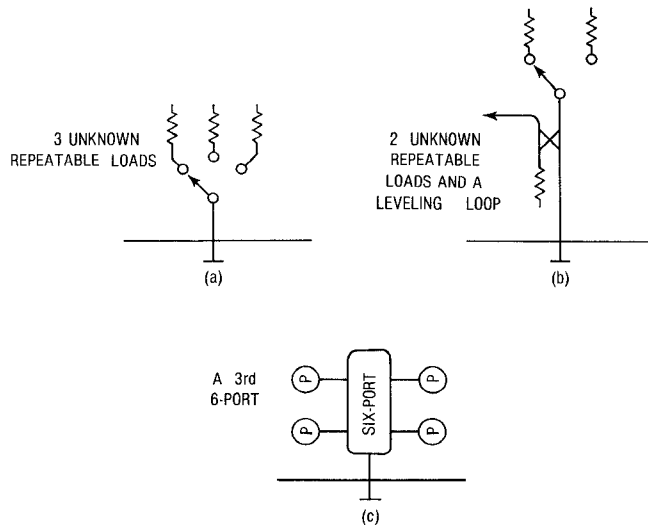 3 UNKNOWN
REPEATABLE LOADS
(a)
2 UNKNOWN
REPEATABLE
LOADS AND A
LEVELING LOOP
(b)
A 3rd
6-PORT
P
P
SIX-PORT
P
P
(c)